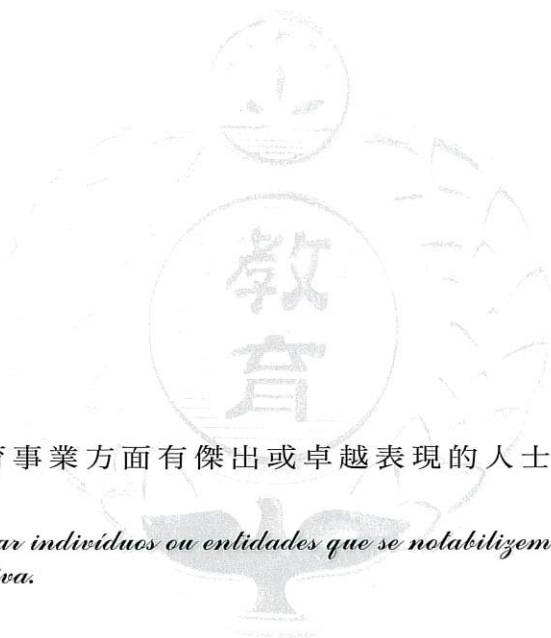 教
育
育事業方面有傑出或卓越表現的人士
ar indivíduos ou entidades que se notabilizem
va.